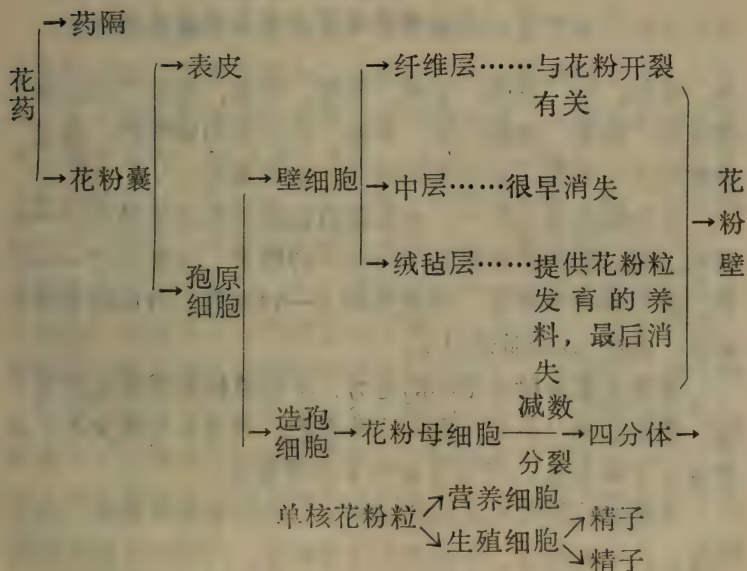 →药隔
花药
→花粉囊
→表皮
→孢原
细胞
→壁细胞
→纤维层……与花粉开裂
有关
→中层……很早消失
→绒毡层……提供花粉粒
发育的养
料，最后消
失
花粉壁
→造孢
细胞→花粉母细胞—减数
分裂→四分体→
单核花粉粒↗营养细胞
↘生殖细胞↗精子
↘精子